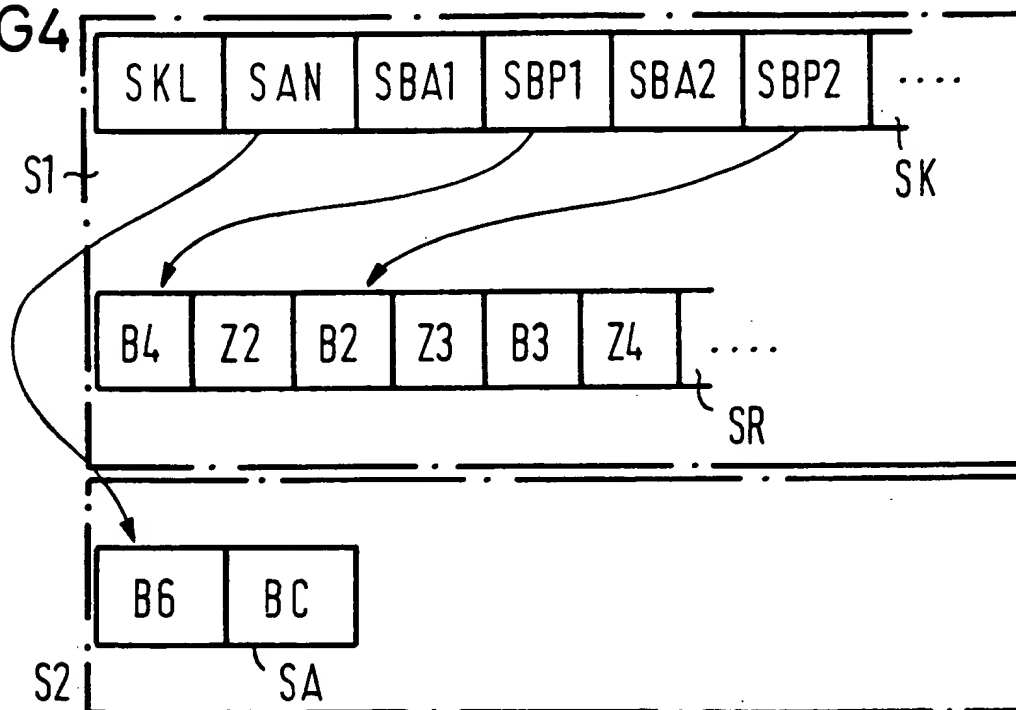 G4
SKL SAN SBA1 SBP1 SBA2 SBP2 ....
S1
SK
B4 Z2 B2 Z3 B3 Z4 ....
SR
B6 BC
S2
SA